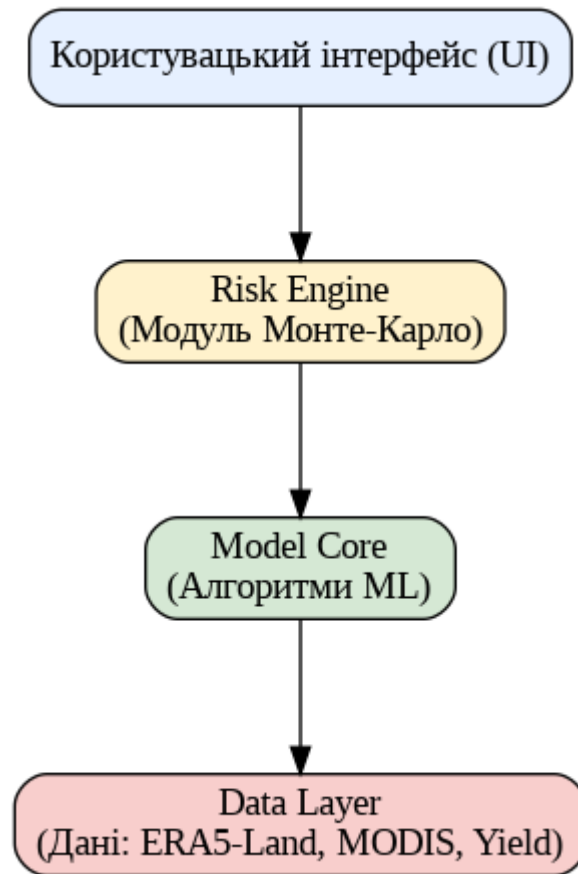 Користувацький інтерфейс (UI)
Risk Engine
(Модуль Монте-Карло)
Model Core
(Алгоритми ML)
Data Layer
(Дані: ERA5-Land, MODIS, Yield)